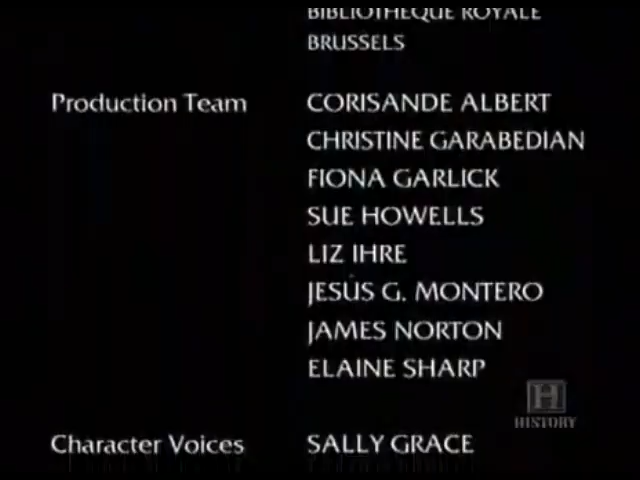 BIBLIOTHEQUE ROYALE
BRUSSELS
Production Team CORISANDE ALBERT
CHRISTINE GARABEDIAN
FIONA GARLICK
SUE HOWELLS
LIZ IHRE
JESÚS G. MONTERO
JAMES NORTON
ELAINE SHARP
H
HISTORY
Character Voices SALLY GRACE